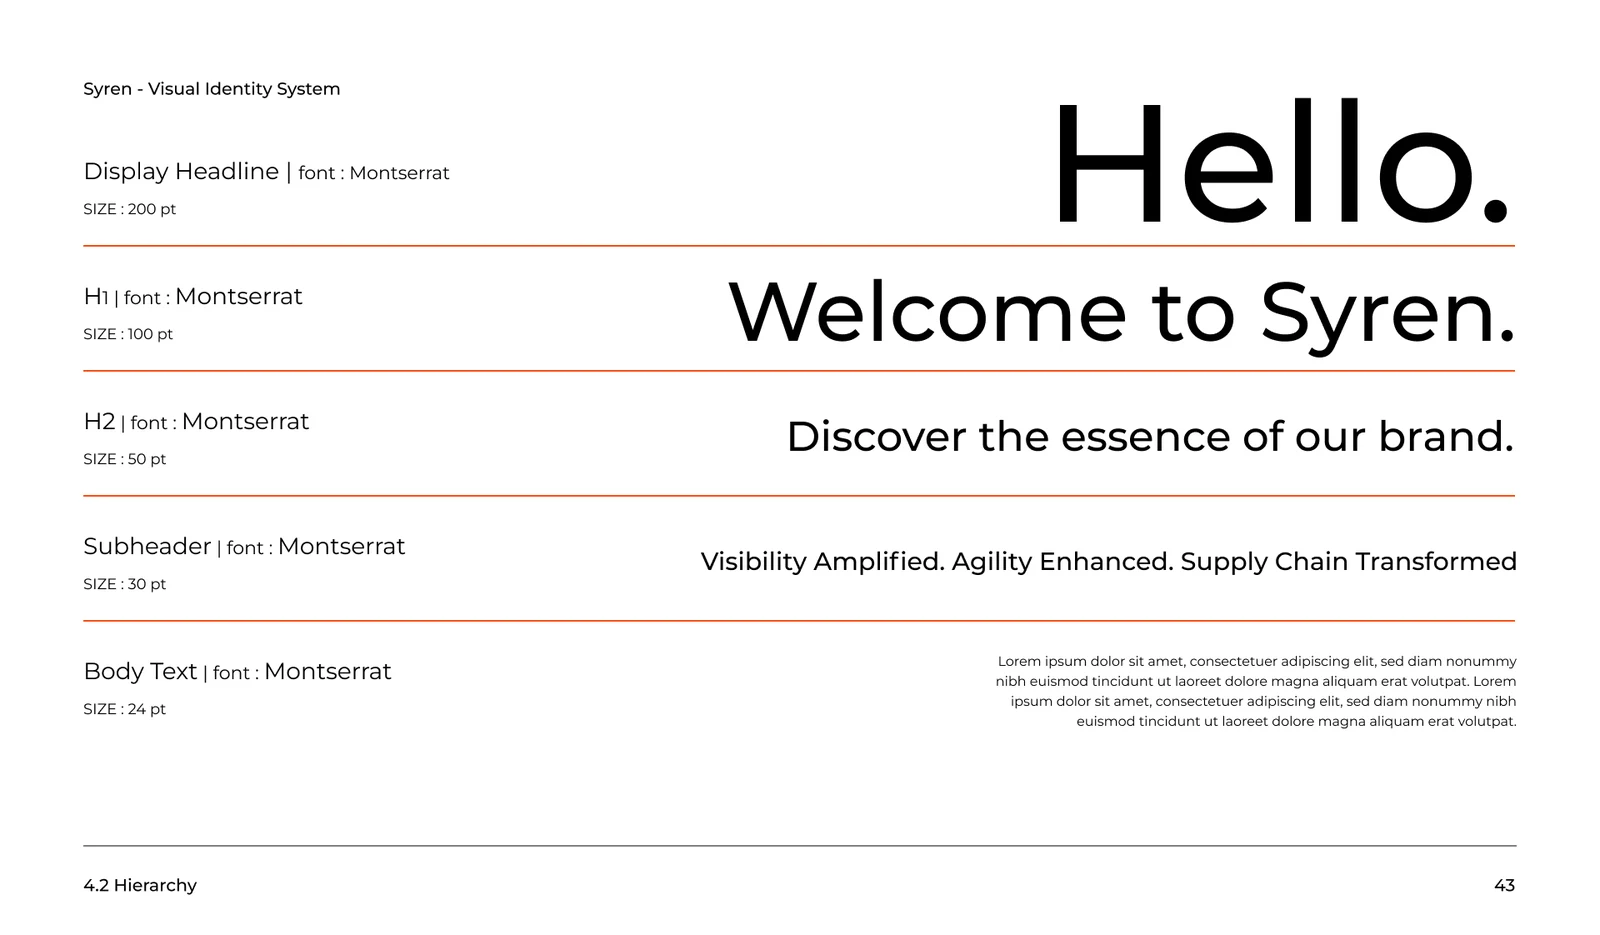 Syren - Visual Identity System
Display Headline | font : Montserrat
SIZE : 200 pt
Hello.
H1 | font : Montserrat
SIZE : 100 pt
Welcome to Syren.
H2 | font : Montserrat
SIZE : 50 pt
Discover the essence of our brand.
Subheader | font : Montserrat
SIZE : 30 pt
Visibility Amplified. Agility Enhanced. Supply Chain Transformed
Body Text | font : Montserrat
SIZE : 24 pt
Lorem ipsum dolor sit amet, consectetuer adipiscing elit, sed diam nonummy
nibh euismod tincidunt ut laoreet dolore magna aliquam erat volutpat. Lorem
ipsum dolor sit amet, consectetuer adipiscing elit, sed diam nonummy nibh
euismod tincidunt ut laoreet dolore magna aliquam erat volutpat.
4.2 Hierarchy
43